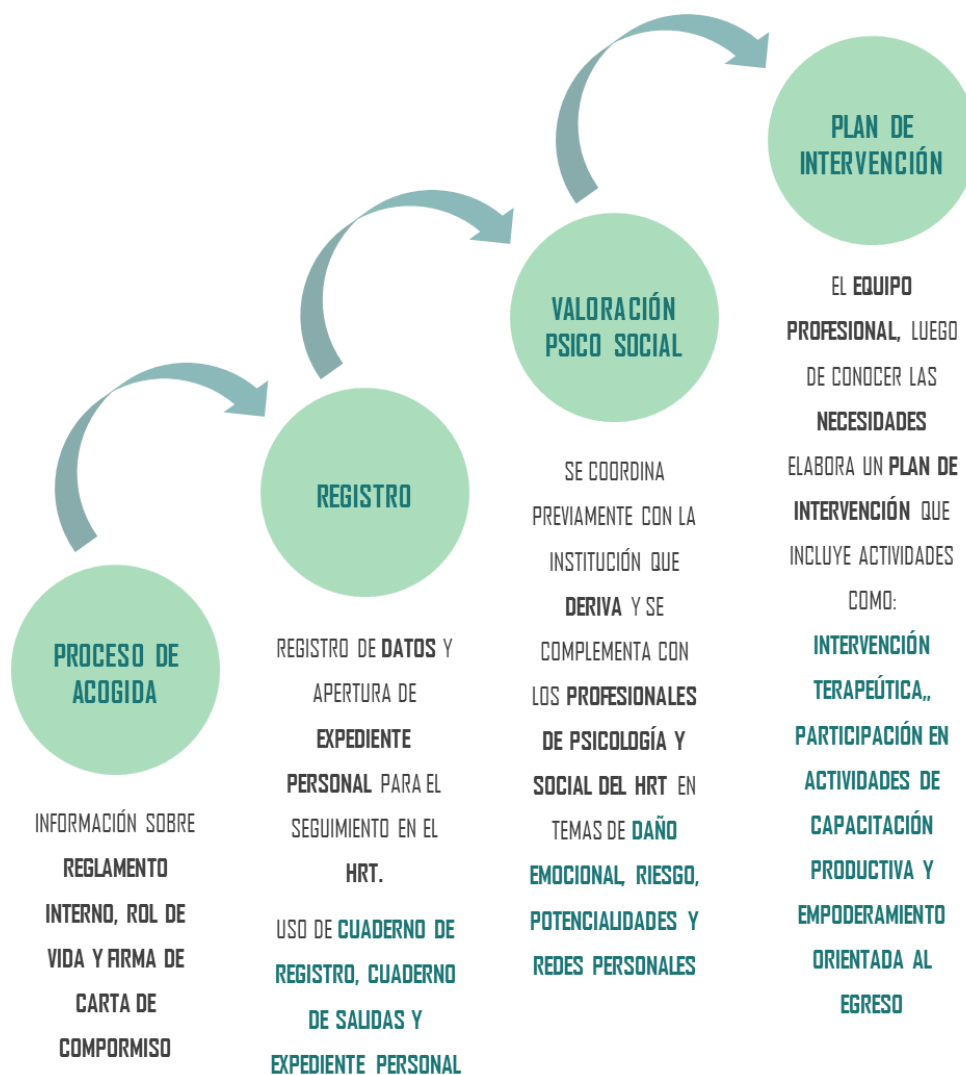 PROCESO DE
ACOGIDA
INFORMACIÓN SOBRE
REGLAMENTO
INTERNO, ROL DE
VIDA Y FIRMA DE
CARTA DE
COMPORMISO
REGISTRO
REGISTRO DE DATOS Y
APERTURA DE
EXPEDIENTE
PERSONAL PARA EL
SEGUIMIENTO EN EL
HRT.
USO DE CUADERNO DE
REGISTRO, CUADERNO
DE SALIDAS Y
EXPEDIENTE PERSONAL
VALORACIÓN
PSICO SOCIAL
SE COORDINA
PREVIAMENTE CON LA
INSTITUCIÓN QUE
DERIVA Y SE
COMPLEMENTA CON
LOS PROFESIONALES
DE PSICOLOGÍA Y
SOCIAL DEL HRT EN
TEMAS DE DAÑO
EMOCIONAL, RIESGO,
POTENCIALIDADES Y
REDES PERSONALES
PLAN DE
INTERVENCIÓN
EL EQUIPO
PROFESIONAL, LUEGO
DE CONOCER LAS
NECESIDADES
ELABORA UN PLAN DE
INTERVENCIÓN QUE
INCLUYE ACTIVIDADES
COMO:
INTERVENCIÓN
TERAPEÚTICA,,
PARTICIPACIÓN EN
ACTIVIDADES DE
CAPACITACIÓN
PRODUCTIVA Y
EMPODERAMIENTO
ORIENTADA AL
EGRESO